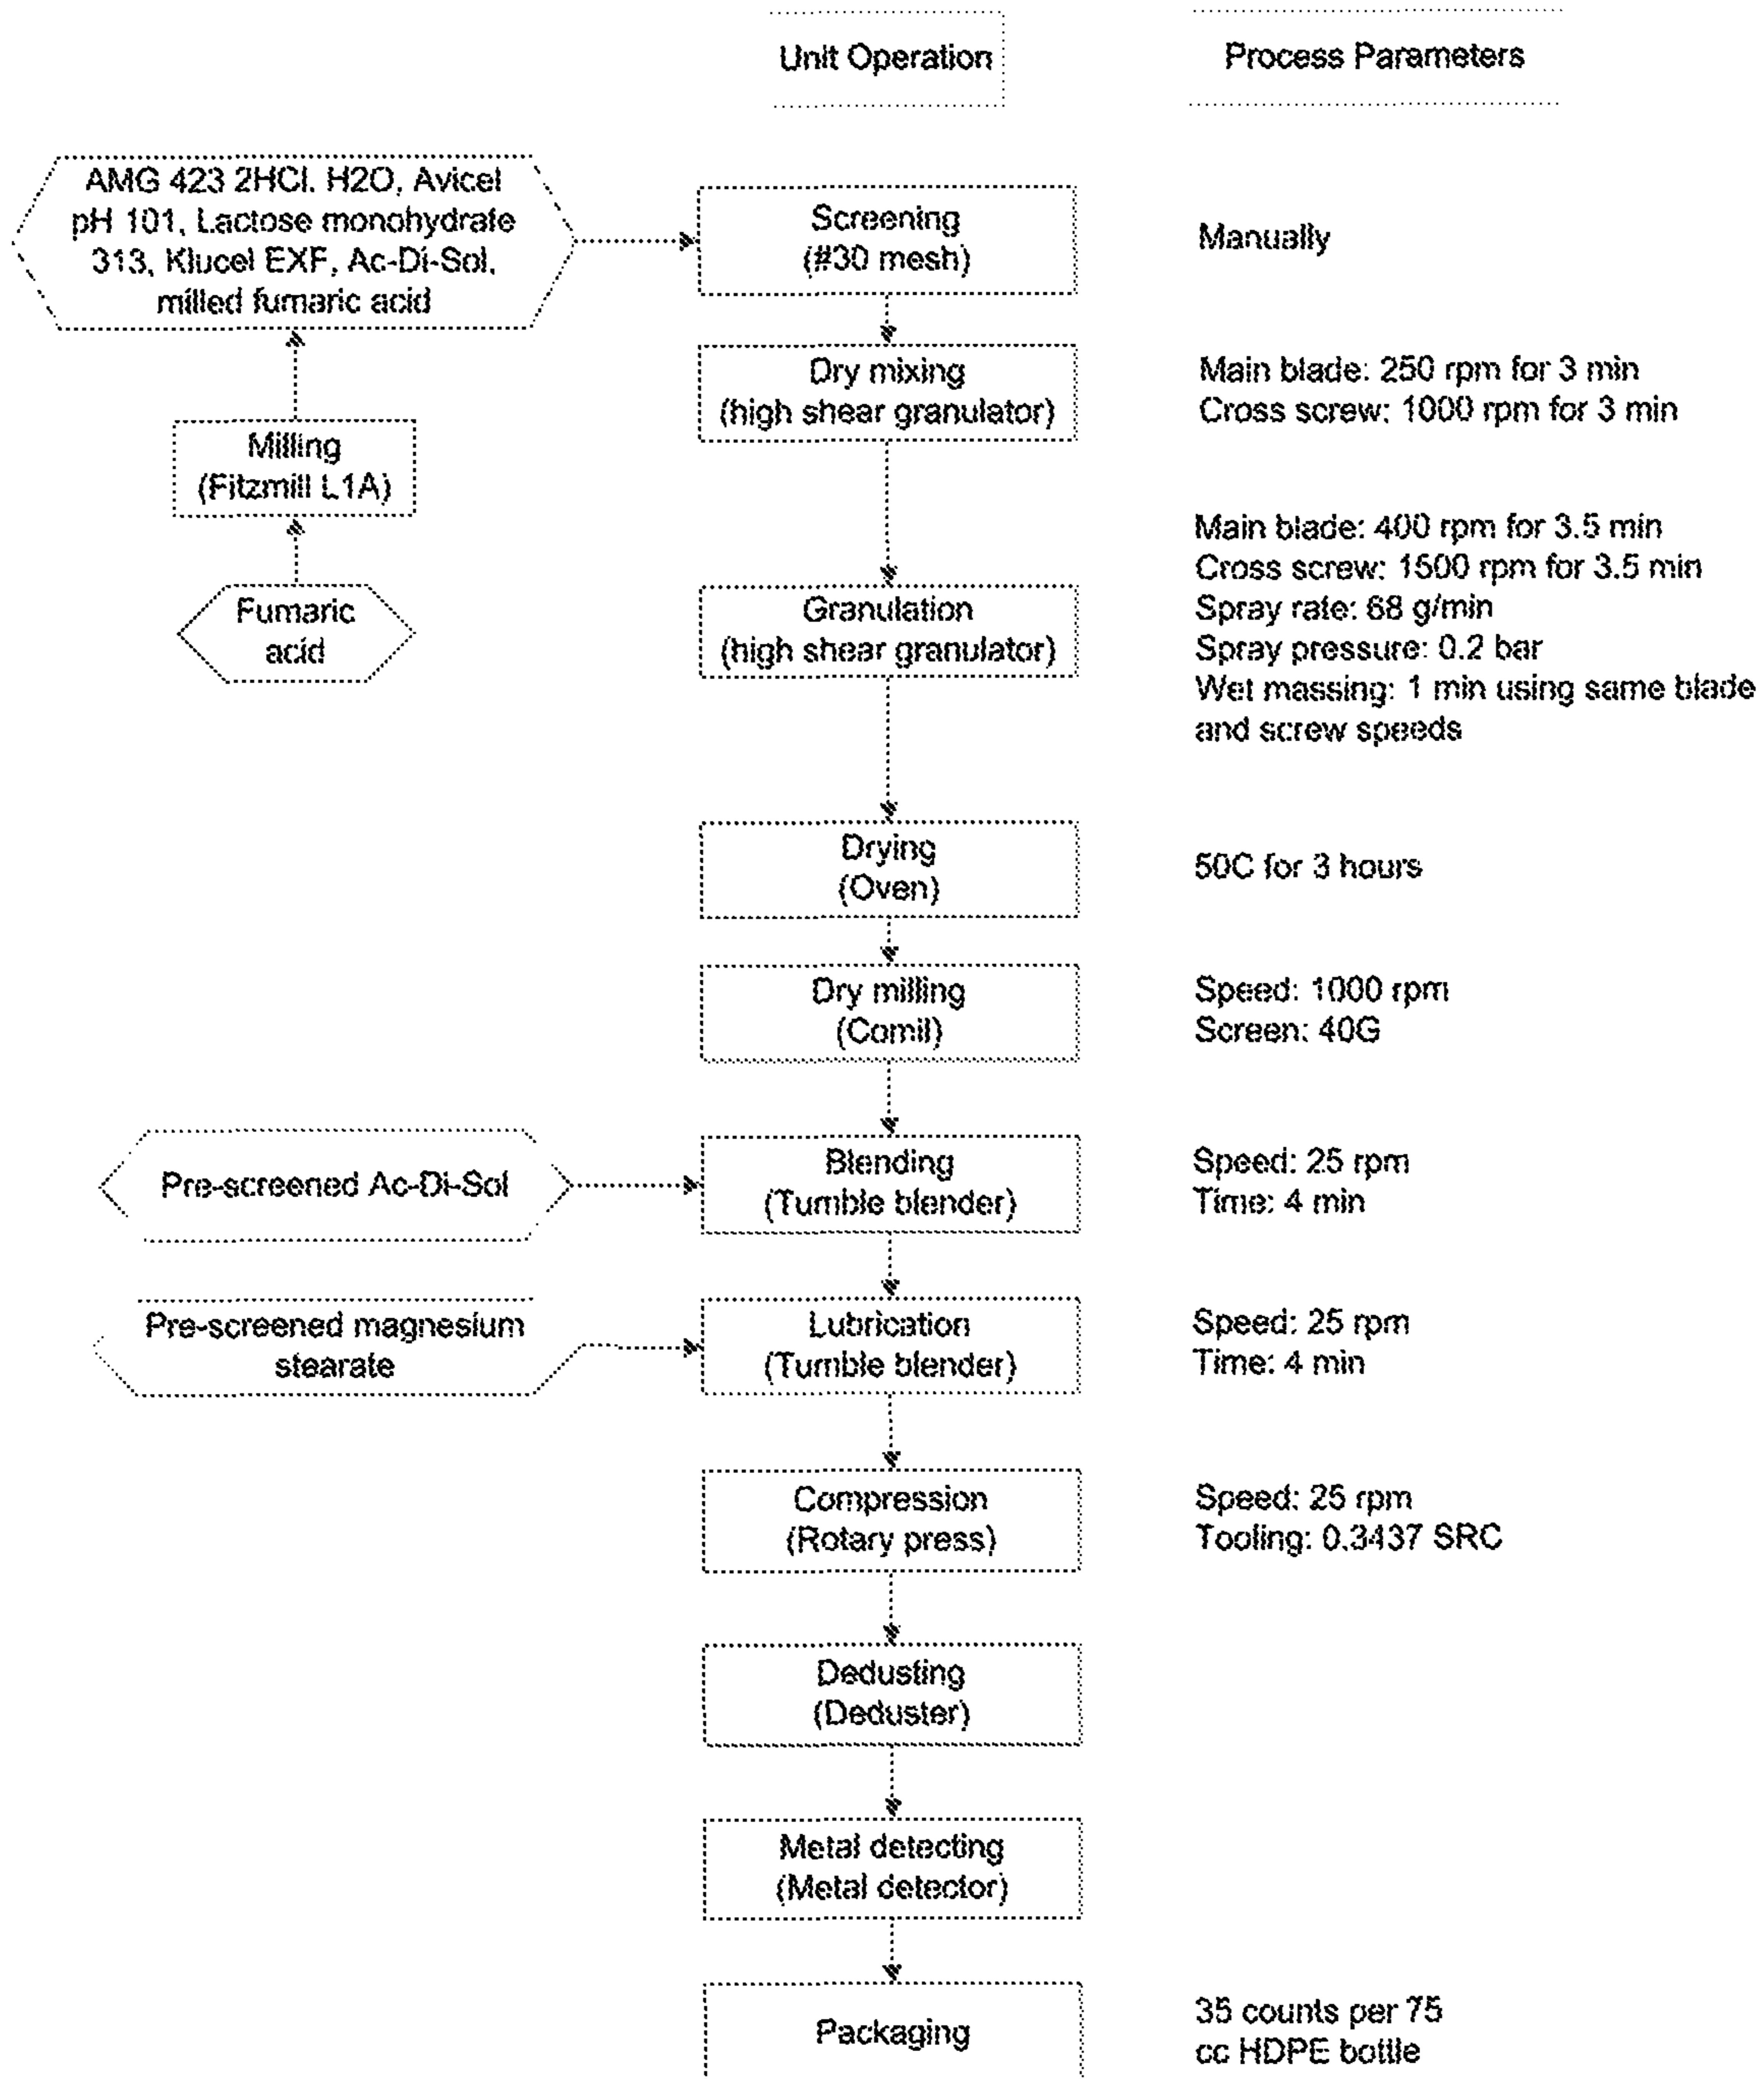 Unit Operation
Process Parameters
AMG 423 2HCl. H2O, Avicel
pH 101, Lactose monohydrate
313, Klucel EXF, Ac-Di-Sol,
milled fumaric acid
Screening
(#30 mesh)
Manually
Dry mixing
(high shear granulator)
Main blade: 250 rpm for 3 min
Cross screw: 1000 rpm for 3 min
Milling
(Fitzmill L1A)
Fumaric
acid
Granulation
(high shear granulator)
Main blade: 400 rpm for 3.5 min
Cross screw: 1500 rpm for 3.5 min
Spray rate: 68 g/min
Spray pressure: 0.2 bar
Wet massing: 1 min using same blade
and screw speeds
Drying
(Oven)
50C for 3 hours
Dry milling
(Comil)
Speed: 1000 rpm
Screen: 40G
Pre-screened Ac-Di-Sol
Blending
(Tumble blender)
Speed: 25 rpm
Time: 4 min
Pre-screened magnesium
stearate
Lubrication
(Tumble blender)
Speed: 25 rpm
Time: 4 min
Compression
(Rotary press)
Speed: 25 rpm
Tooling: 0.3437 SRC
Dedusting
(Deduster)
Metal detecting
(Metal detector)
Packaging
35 counts per 75
cc HDPE bottle